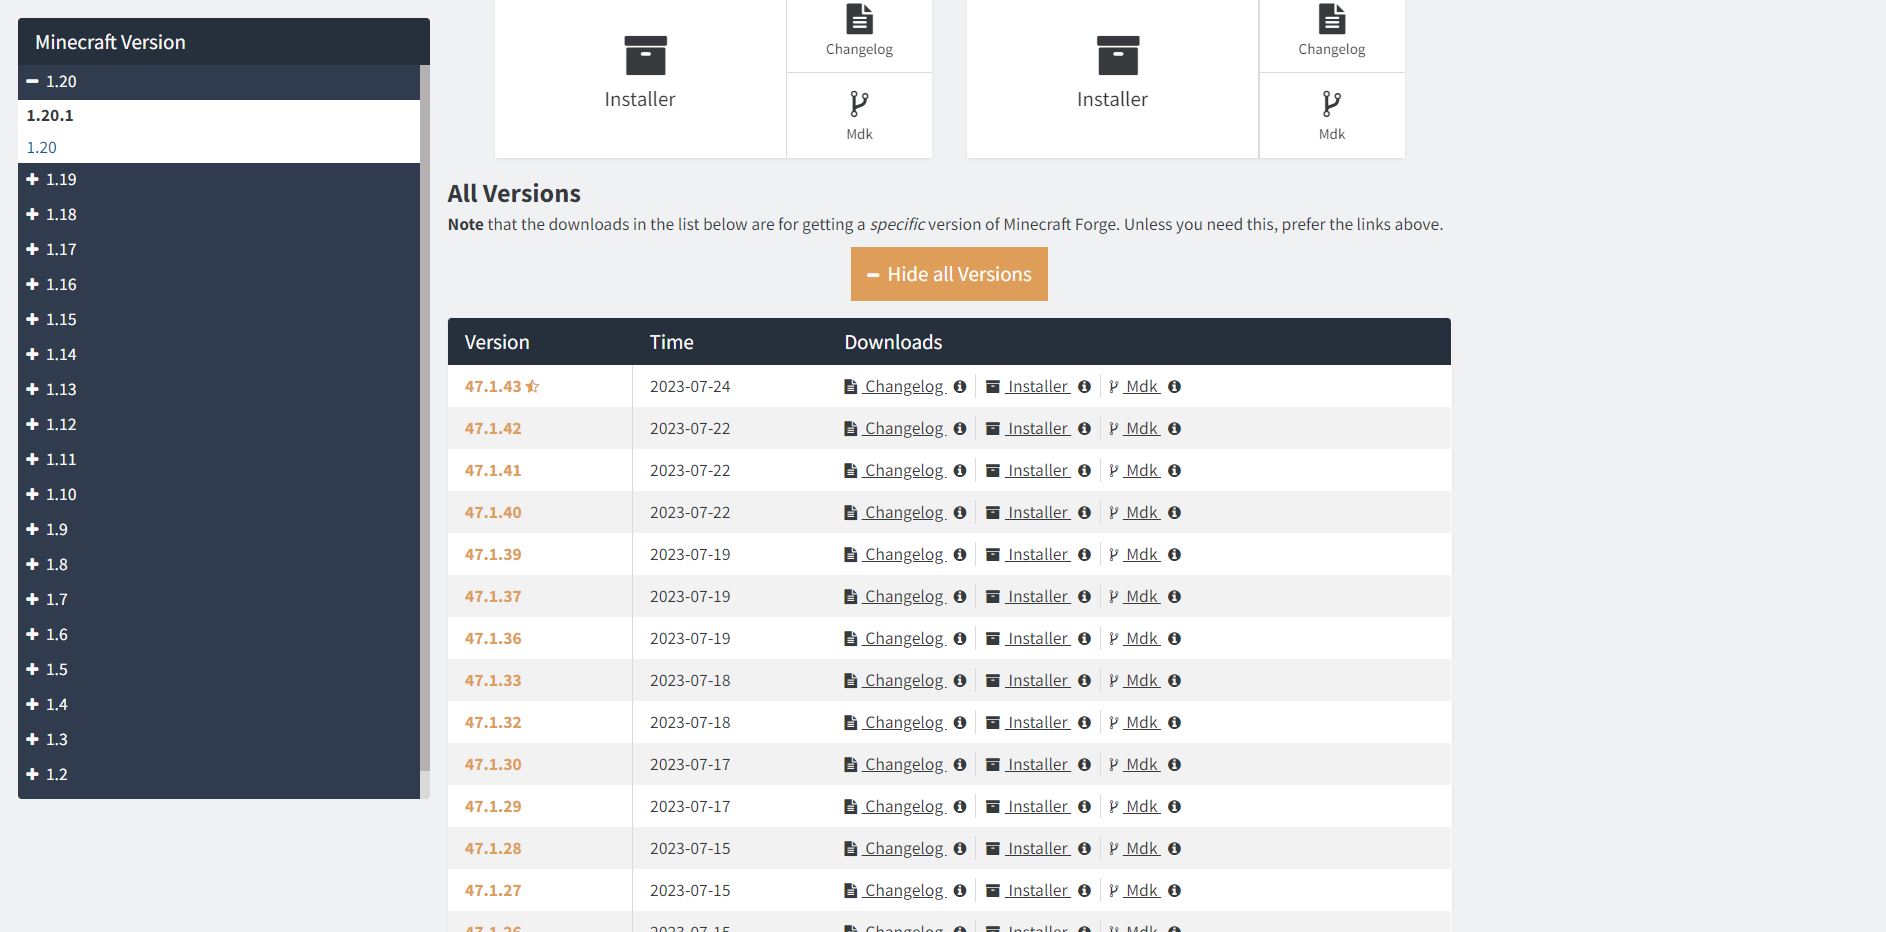 Minecraft Version
1.20
1.20.1
1.20
1.19
1.18
1.17
1.16
1.15
1.14
1.13
1.12
1.11
1.10
1.9
1.8
1.7
1.6
1.5
1.4
1.3
1.2
Installer
Changelog
Mdk
Installer
Changelog
Mdk
All Versions
Note that the downloads in the list below are for getting a specific version of Minecraft Forge. Unless you need this, prefer the links above.
Hide all Versions
Version Time Downloads
47.1.43 2023-07-24 Changelog Installer Mdk
47.1.42 2023-07-22 Changelog Installer Mdk
47.1.41 2023-07-22 Changelog Installer Mdk
47.1.40 2023-07-22 Changelog Installer Mdk
47.1.39 2023-07-19 Changelog Installer Mdk
47.1.37 2023-07-19 Changelog Installer Mdk
47.1.36 2023-07-19 Changelog Installer Mdk
47.1.33 2023-07-18 Changelog Installer Mdk
47.1.32 2023-07-18 Changelog Installer Mdk
47.1.30 2023-07-17 Changelog Installer Mdk
47.1.29 2023-07-17 Changelog Installer Mdk
47.1.28 2023-07-15 Changelog Installer Mdk
47.1.27 2023-07-15 Changelog Installer Mdk
47.1.26 2023-07-15 Changelog Installer Mdk